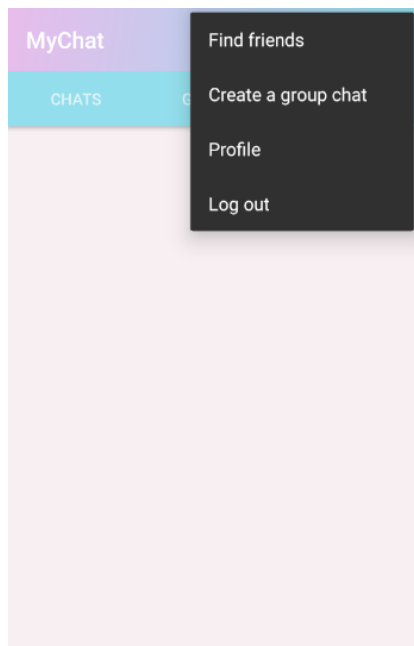 MyChat
Find friends
Create a group chat
Profile
Log out
CHATS